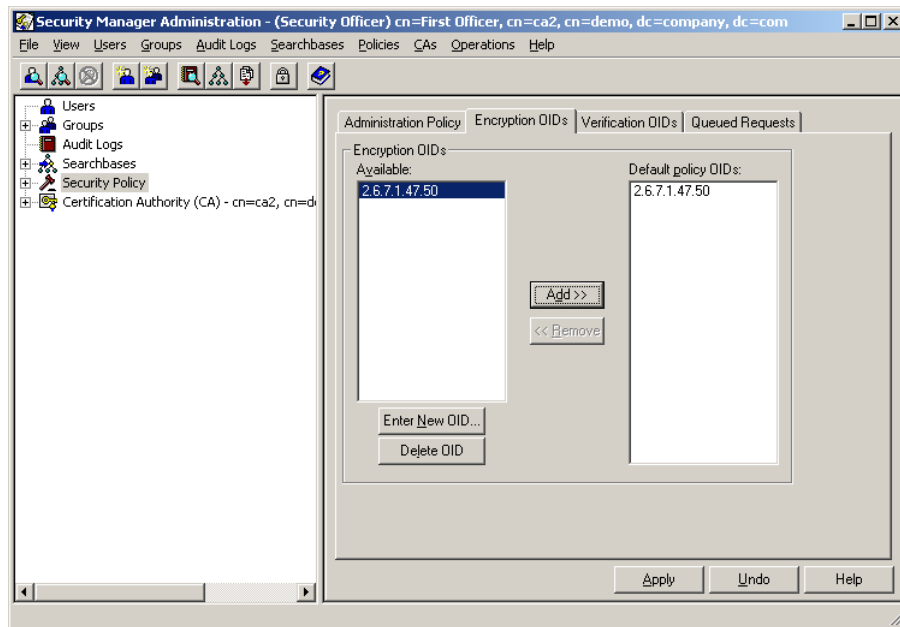 Security Manager Administration - (Security Officer) cn=First Officer, cn=ca2, cn=demo, dc=company, dc=com
File View Users Groups Audit Logs Searchbases Policies CAs Operations Help
Users
Groups
Audit Logs
Searchbases
Security Policy
Certification Authority (CA) - cn=ca2, cn=d
Administration Policy Encryption OIDs Verification OIDs Queued Requests
Encryption OIDs
Available: Default policy OIDs:
2.6.7.1.47.50 2.6.7.1.47.50
Add >>
<< Remove
Enter New OID...
Delete OID
Apply Undo Help